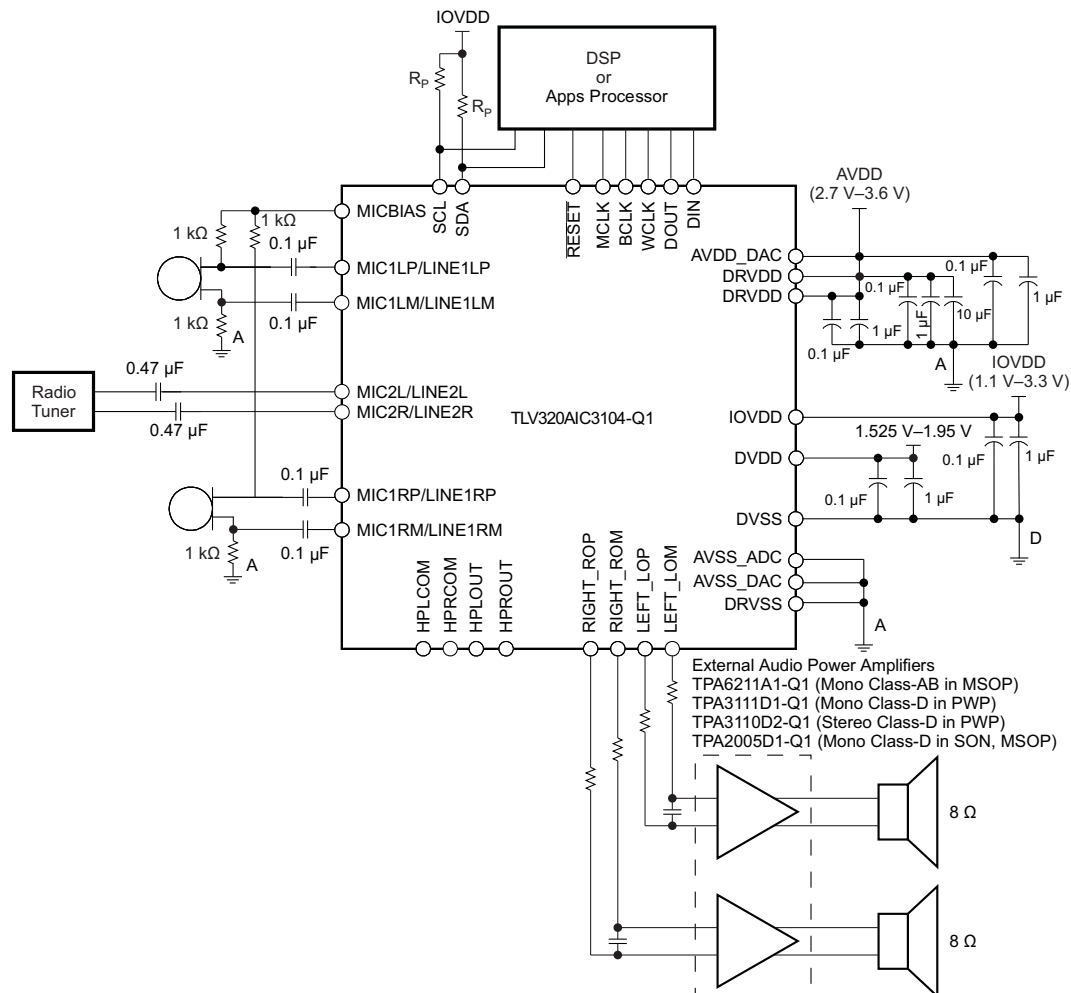 IOVDD
DSP
or
Apps Processor
R_P
R_P
AVDD
(2.7 V–3.6 V)
SCL
SDA
RESET
MCLK
BCLK
WCLK
DOUT
DIN
MICBIAS
1 kΩ
1 kΩ
0.1 µF
MIC1LP/LINE1LP
MIC1LM/LINE1LM
1 kΩ
0.1 µF
A
AVDD_DAC
DRVDD
DRVDD
0.1 µF
0.1 µF
1 µF
1 µF
1 µF
10 µF
0.1 µF
A
0.47 µF
Radio
Tuner
MIC2L/LINE2L
MIC2R/LINE2R
0.47 µF
TLV320AIC3104-Q1
IOVDD
(1.1 V–3.3 V)
IOVDD
1.525 V–1.95 V
DVDD
0.1 µF
1 µF
0.1 µF
1 µF
DVSS
D
0.1 µF
MIC1RP/LINE1RP
MIC1RM/LINE1RM
1 kΩ
0.1 µF
A
AVSS_ADC
AVSS_DAC
DRVSS
A
HPLCOM
HPRCOM
HPLOUT
HPROUT
RIGHT_ROP
RIGHT_ROM
LEFT_LOP
LEFT_LOM
External Audio Power Amplifiers
TPA6211A1-Q1 (Mono Class-AB in MSOP)
TPA3111D1-Q1 (Mono Class-D in PWP)
TPA3110D2-Q1 (Stereo Class-D in PWP)
TPA2005D1-Q1 (Mono Class-D in SON, MSOP)
8 Ω
8 Ω